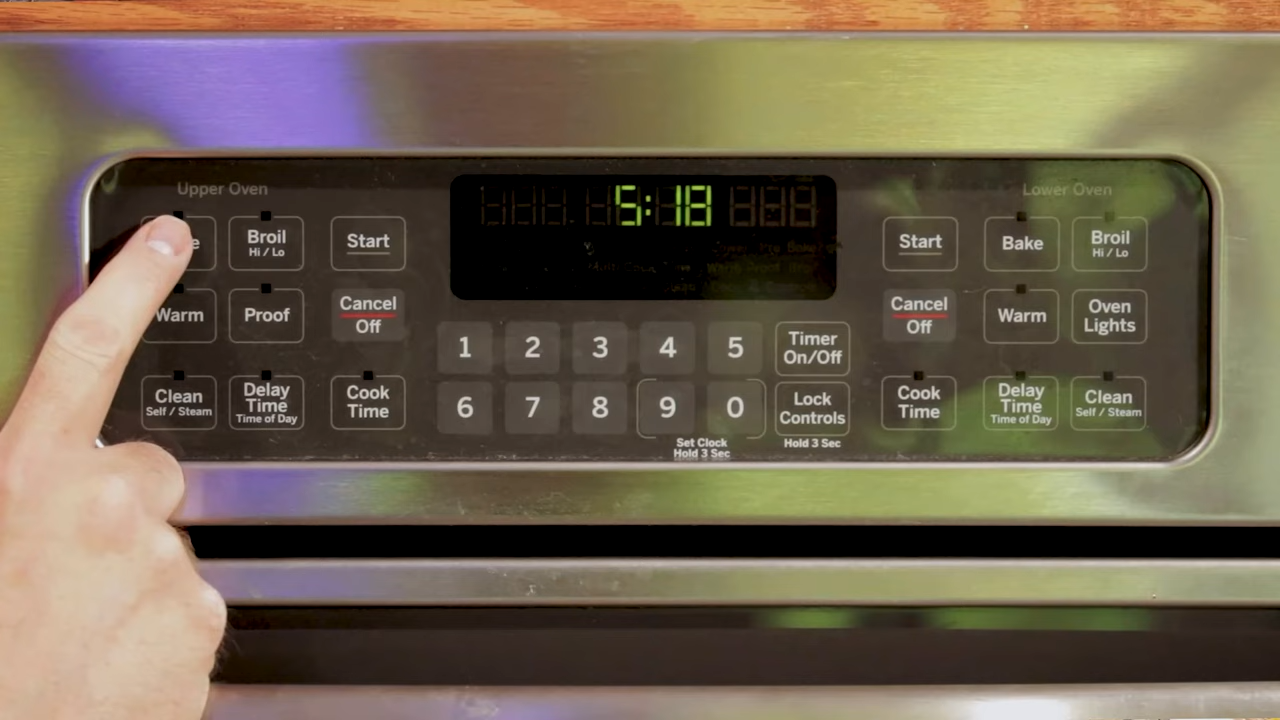 Upper Oven
Lower Oven
5:18
Broil
Hi / Lo
Start
Start
Bake
Broil
Hi / Lo
Warm
Proof
Cancel
Off
Cancel
Off
Warm
Oven
Lights
1 2 3 4 5
Timer
On/Off
Clean
Self / Steam
Delay
Time
Time of Day
Cook
Time
6 7 8 9 0
Lock
Controls
Cook
Time
Delay
Time
Time of Day
Clean
Self / Steam
Set Clock
Hold 3 Sec
Hold 3 Sec